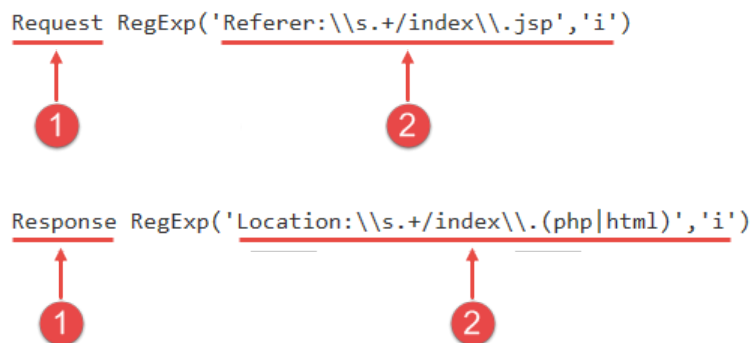 Request RegExp('Referer:\\s.+/index\\.jsp','i')
1 2
Response RegExp('Location:\\s.+/index\\.(php|html)','i')
1 2